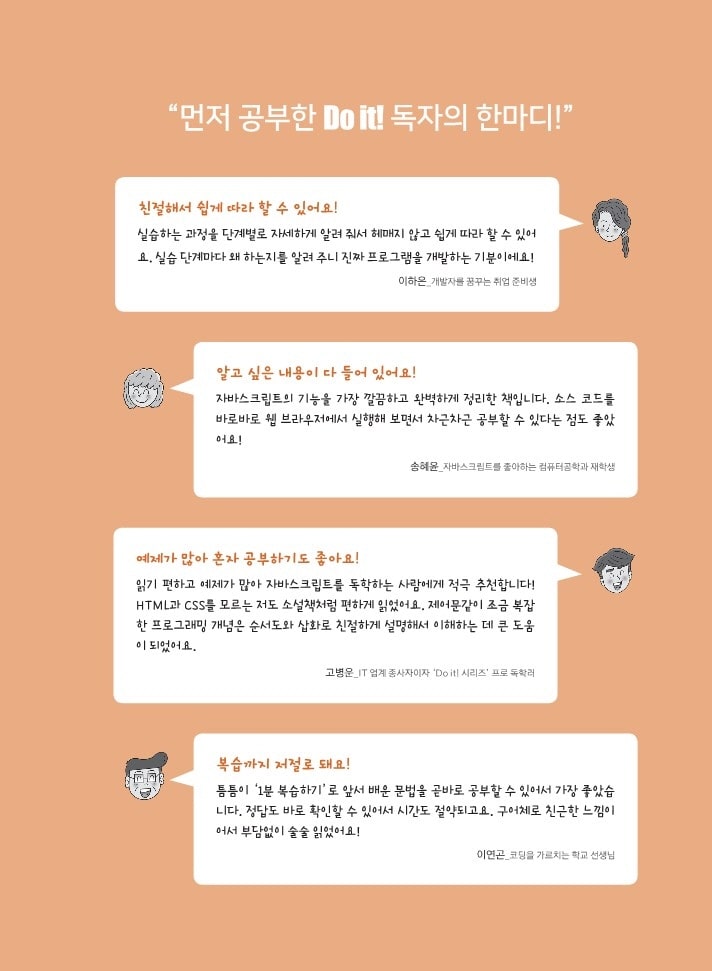 “먼저 공부한 Do it! 독자의 한마디!”
친절해서 쉽게 따라 할 수 있어요!
실습하는 과정을 단계별로 자세하게 알려 줘서 헤매지 않고 쉽게 따라 할 수 있어
요. 실습 단계마다 왜 하는지를 알려 주니 진짜 프로그램을 개발하는 기분이에요!
이하은_개발자를 꿈꾸는 취업 준비생
알고 싶은 내용이 다 들어 있어요!
자바스크립트의 기능을 가장 깔끔하고 완벽하게 정리한 책입니다. 소스 코드를
바로바로 웹 브라우저에서 실행해 보면서 차근차근 공부할 수 있다는 점도 좋았
어요!
송혜윤_자바스크립트를 좋아하는 컴퓨터공학과 재학생
예제가 많아 혼자 공부하기도 좋아요!
읽기 편하고 예제가 많아 자바스크립트를 독학하는 사람에게 적극 추천합니다!
HTML과 CSS를 모르는 저도 소설책처럼 편하게 읽었어요. 제어문같이 조금 복잡
한 프로그래밍 개념은 순서도와 삽화로 친절하게 설명해서 이해하는 데 큰 도움
이 되었어요.
고병운_IT 업계 종사자이자 ‘Do it! 시리즈’ 프로 독학러
복습까지 저절로 돼요!
틈틈이 ‘1분 복습하기’로 앞서 배운 문법을 곧바로 공부할 수 있어서 가장 좋았습
니다. 정답도 바로 확인할 수 있어서 시간도 절약되고요. 구어체로 친근한 느낌이
어서 부담없이 술술 읽었어요!
이연곤_코딩을 가르치는 학교 선생님